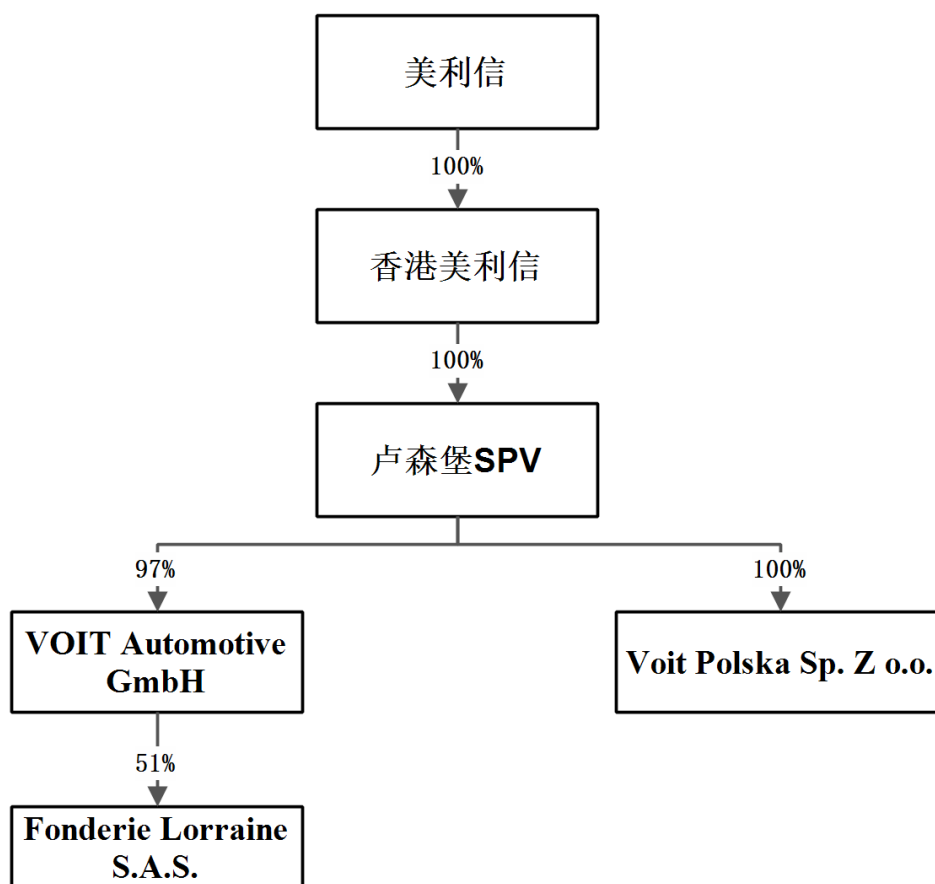 美利信
100%
香港美利信
100%
卢森堡SPV
97%
100%
VOIT Automotive
GmbH
Voit Polska Sp. Z o.o.
51%
Fonderie Lorraine
S.A.S.